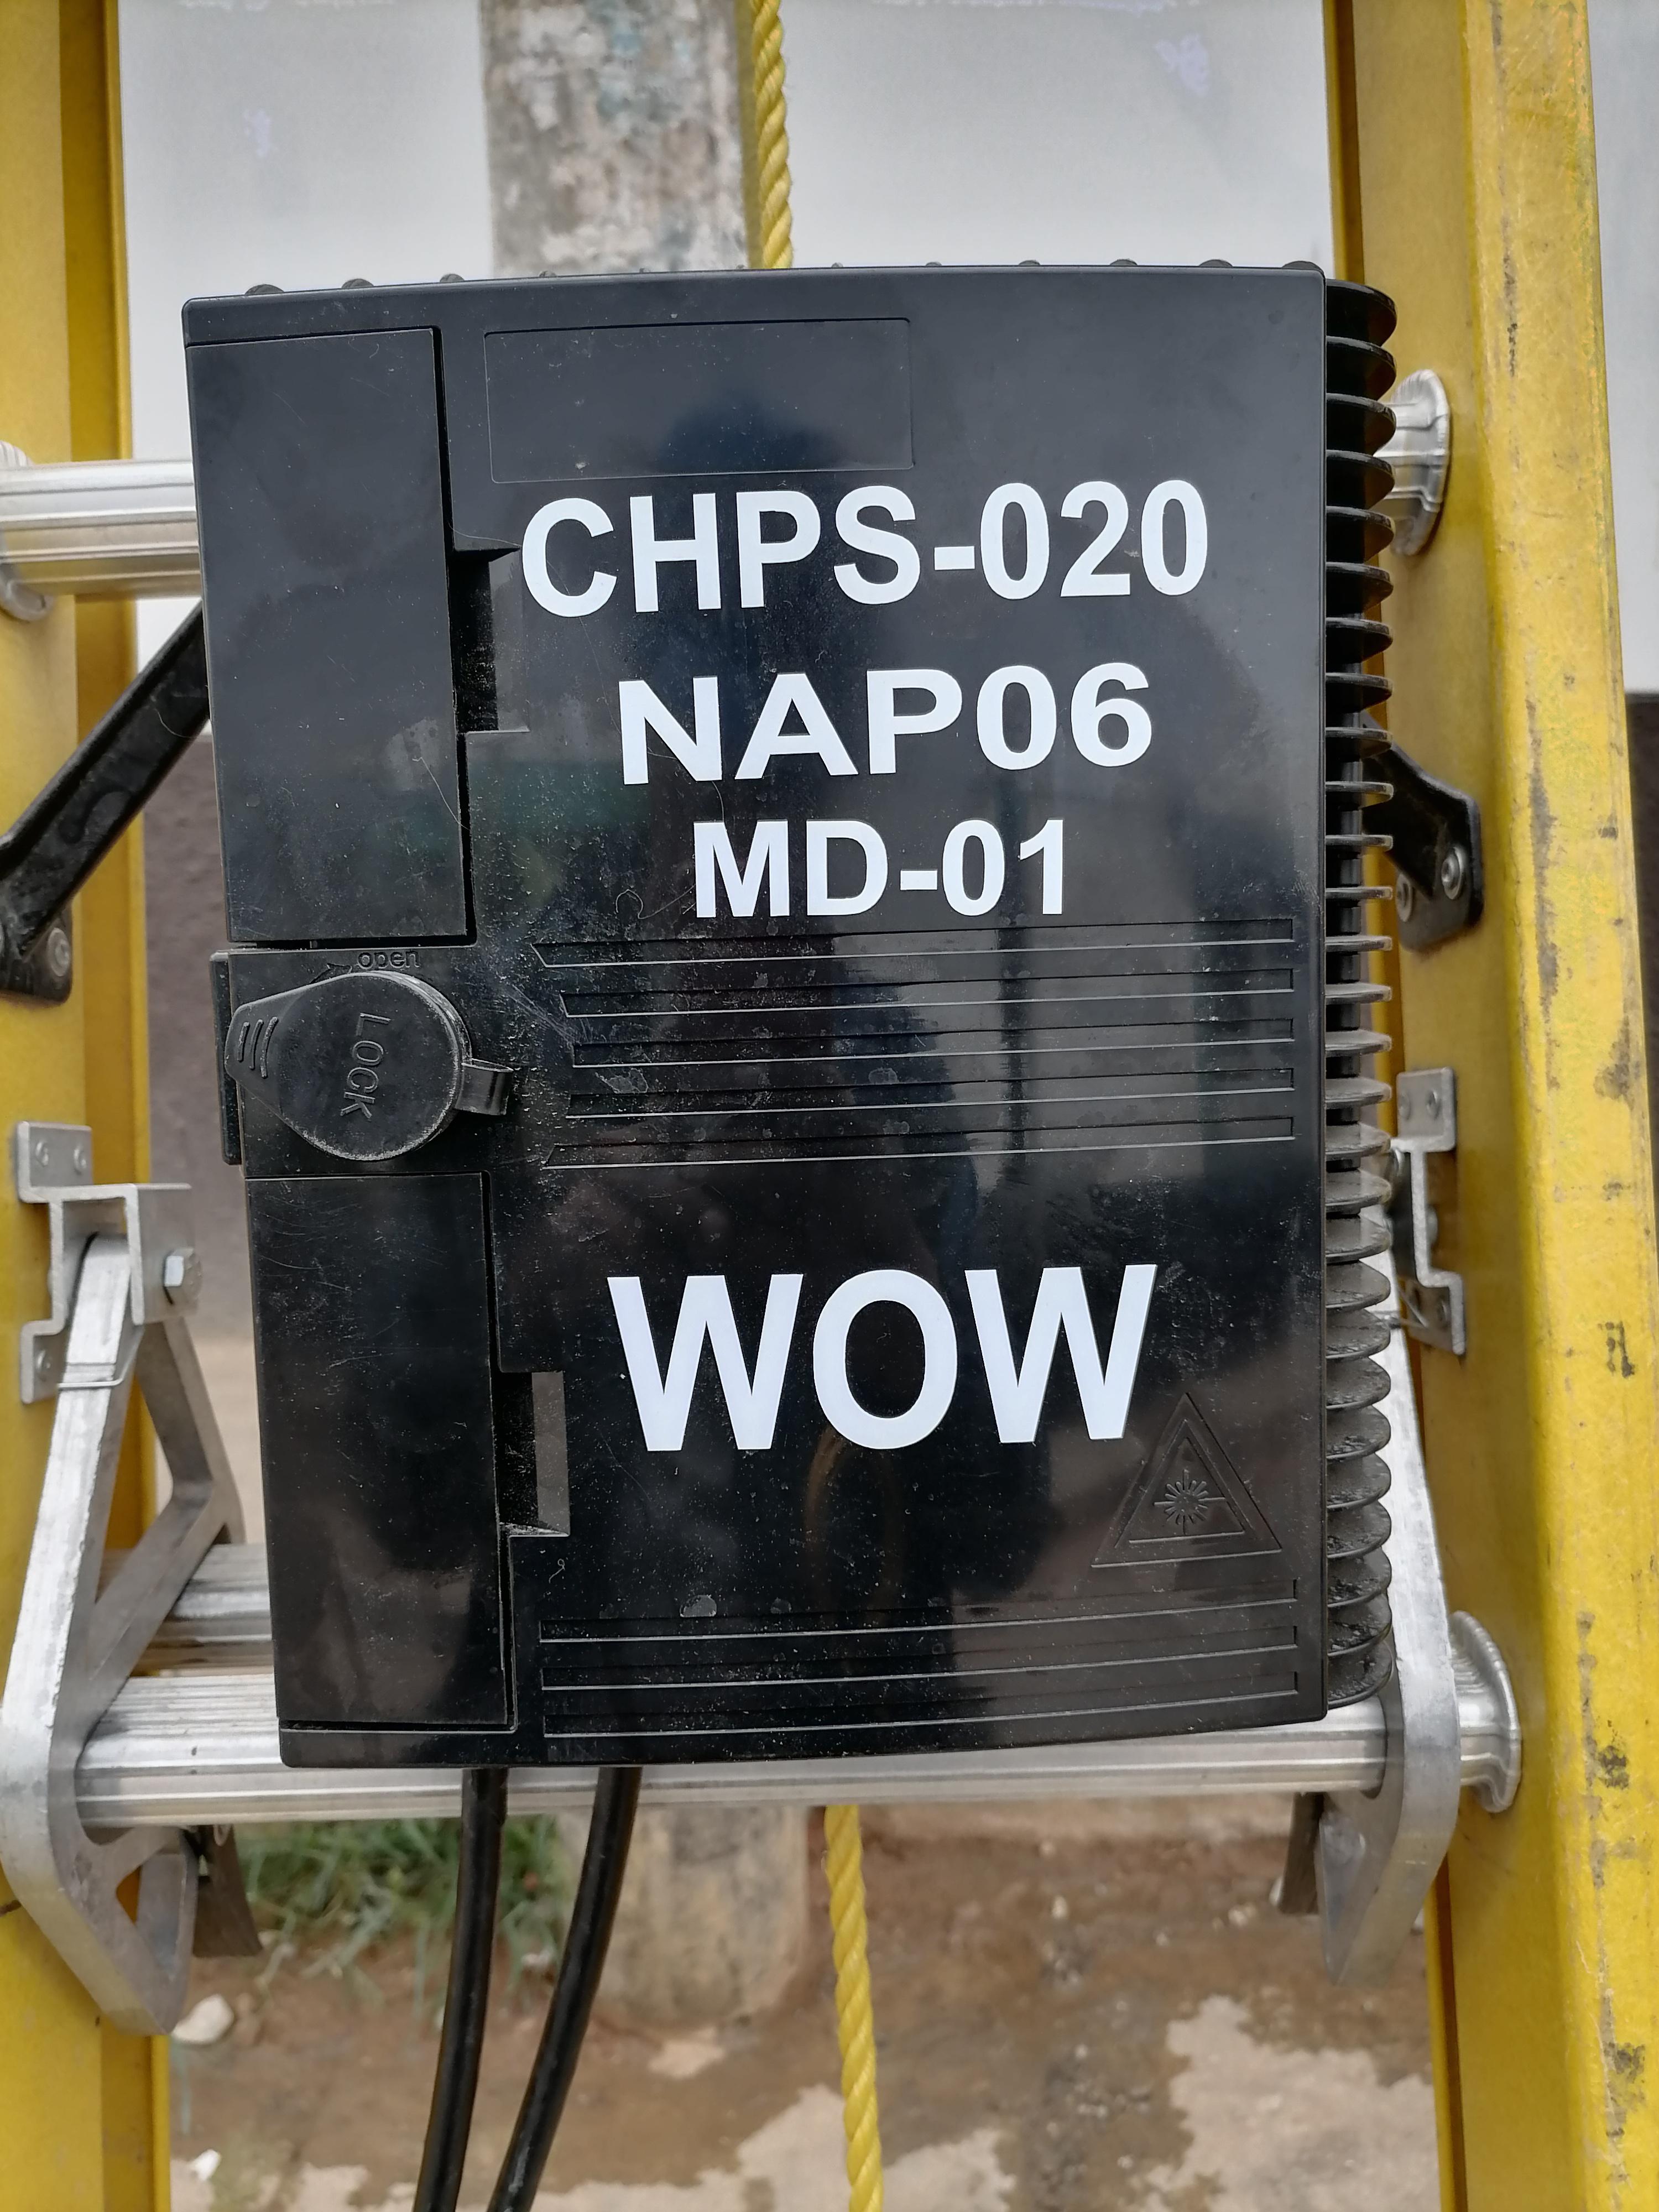 CHPS-020
NAP06
MD-01
open
LOCK
WOW